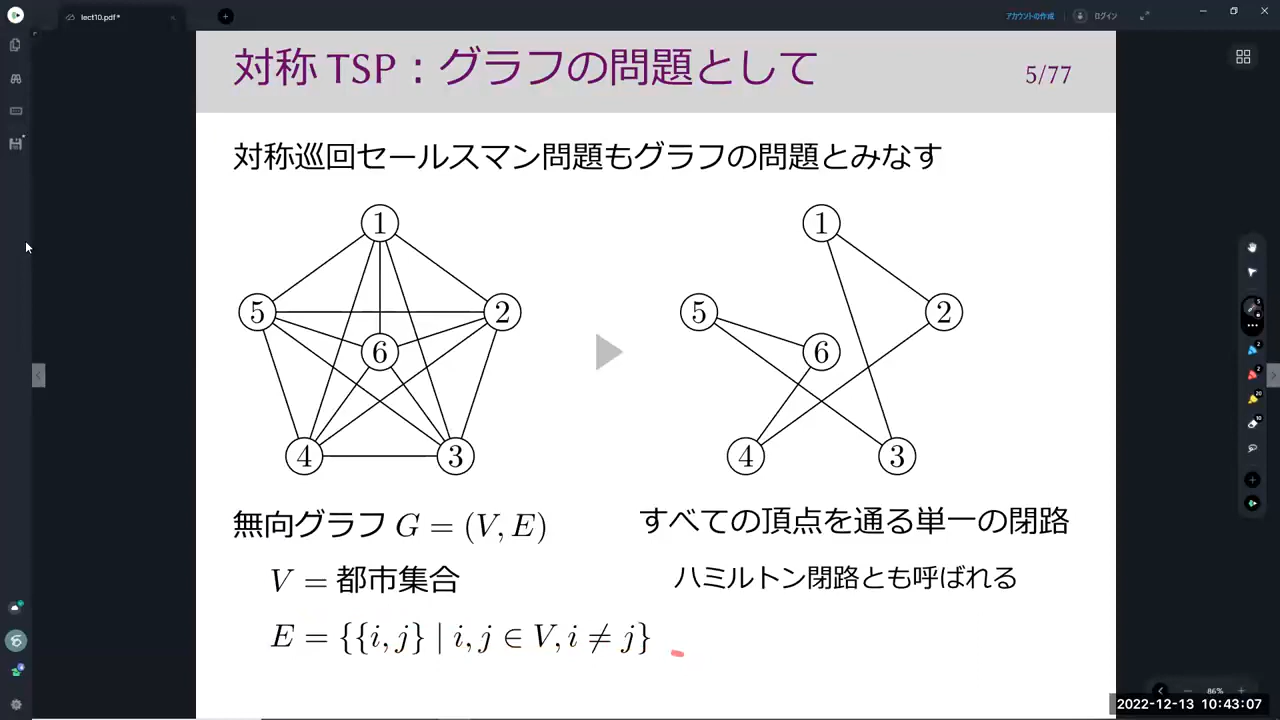 lect10.pdf*
アカウントの作成
ログイン
対称 TSP：グラフの問題として
5/77
対称巡回セールスマン問題もグラフの問題とみなす
1
5
2
6
4
3
1
5
2
6
4
3
無向グラフ G = (V, E)
すべての頂点を通る単一の閉路
V = 都市集合
ハミルトン閉路とも呼ばれる
E = {{i, j} | i, j ∈ V, i ≠ j}
86%
2022-12-13 10:43:07